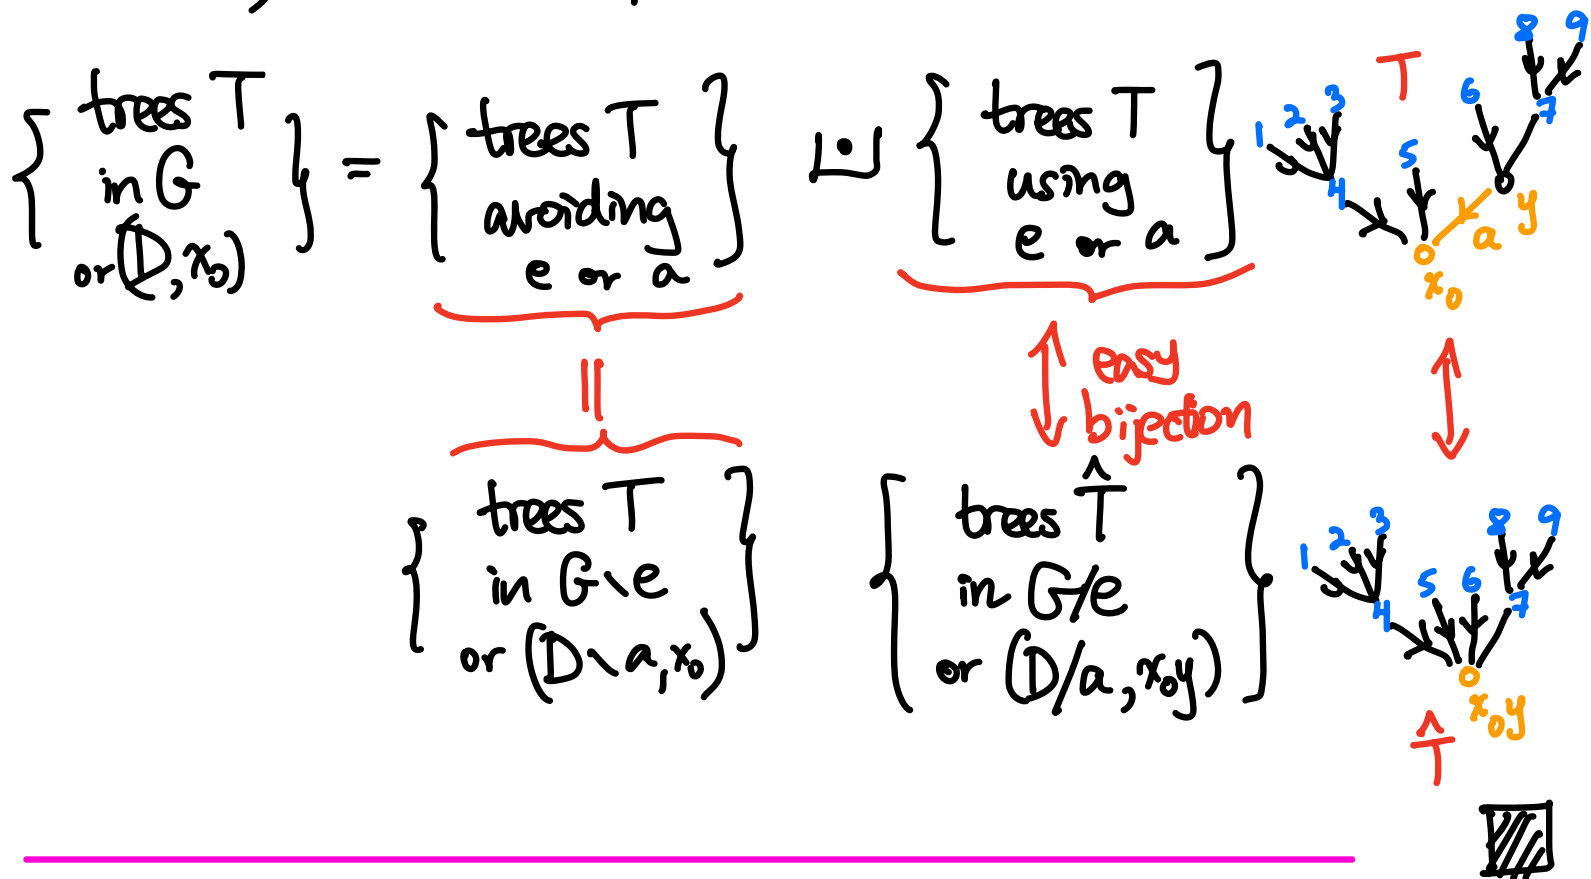 { trees T in G or (D, x₀) } = { trees T avoiding e or a } ⊍ { trees T using e or a }
||
easy bijection
{ trees T in G∖e or (D∖a, x₀) }
{ trees T̂ in G/e or (D/a, x₀y) }
T
8 9
1 2 3 6 7
5
4
a y
x₀
8 9
1 2 3
5 6 7
4
x₀y
T̂